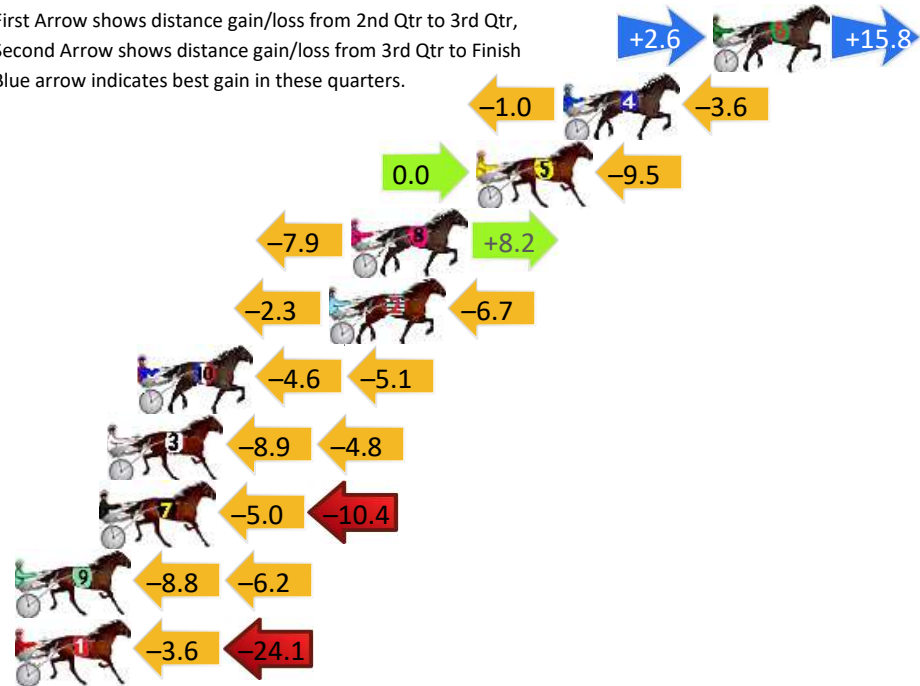 First Arrow shows distance gain/loss from 2nd Qtr to 3rd Qtr,
Second Arrow shows distance gain/loss from 3rd Qtr to Finish
Blue arrow indicates best gain in these quarters.
+2.6 +15.8
–1.0 4 –3.6
0.0 5 –9.5
–7.9 8 +8.2
–2.3 2 –6.7
10 –4.6 –5.1
3 –8.9 –4.8
7 –5.0 –10.4
9 –8.8 –6.2
1 –3.6 –24.1